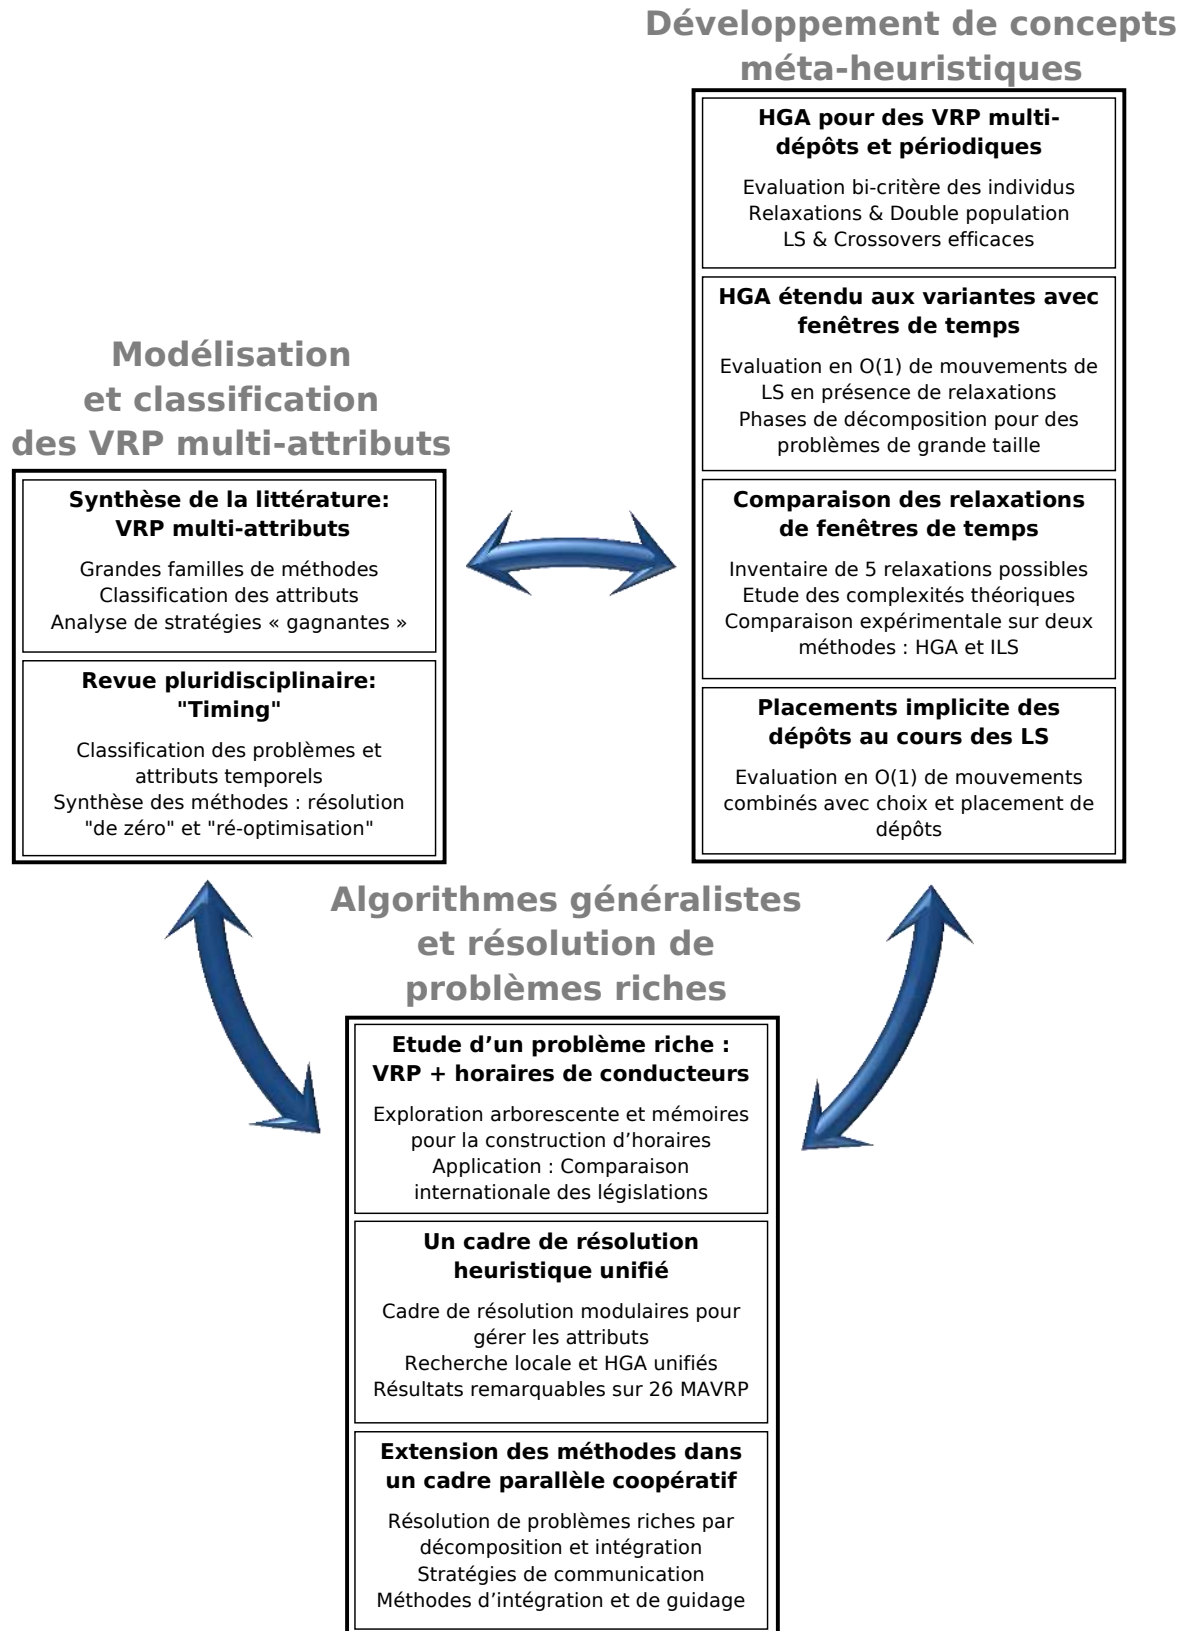 Développement de concepts
méta-heuristiques
HGA pour des VRP multi-
dépôts et périodiques
Evaluation bi-critère des individus
Relaxations & Double population
LS & Crossovers efficaces
HGA étendu aux variantes avec
fenêtres de temps
Evaluation en O(1) de mouvements de
LS en présence de relaxations
Phases de décomposition pour des
problèmes de grande taille
Comparaison des relaxations
de fenêtres de temps
Inventaire de 5 relaxations possibles
Etude des complexités théoriques
Comparaison expérimentale sur deux
méthodes : HGA et ILS
Placements implicite des
dépôts au cours des LS
Evaluation en O(1) de mouvements
combinés avec choix et placement de
dépôts
Modélisation
et classification
des VRP multi-attributs
Synthèse de la littérature:
VRP multi-attributs
Grandes familles de méthodes
Classification des attributs
Analyse de stratégies « gagnantes »
Revue pluridisciplinaire:
"Timing"
Classification des problèmes et
attributs temporels
Synthèse des méthodes : résolution
"de zéro" et "ré-optimisation"
Algorithmes généralistes
et résolution de
problèmes riches
Etude d’un problème riche :
VRP + horaires de conducteurs
Exploration arborescente et mémoires
pour la construction d’horaires
Application : Comparaison
internationale des législations
Un cadre de résolution
heuristique unifié
Cadre de résolution modulaires pour
gérer les attributs
Recherche locale et HGA unifiés
Résultats remarquables sur 26 MAVRP
Extension des méthodes dans
un cadre parallèle coopératif
Résolution de problèmes riches par
décomposition et intégration
Stratégies de communication
Méthodes d’intégration et de guidage